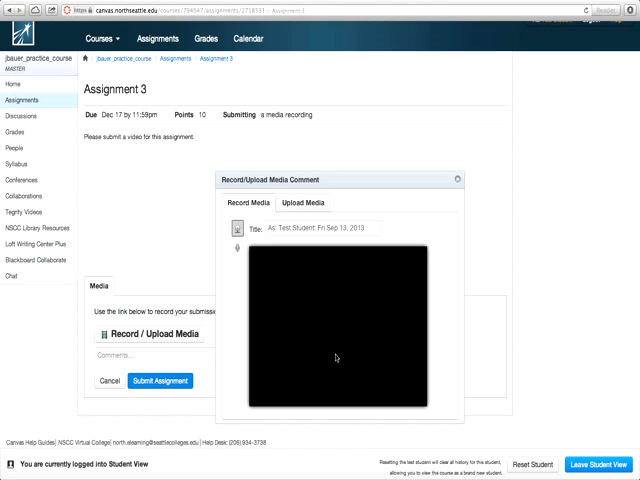 https canvas.northseattle.edu/courses/794547/assignments/2718531 — Assignment 3
Reader
Courses
Assignments
Grades
Calendar
jbauer_practice_course
MASTER
jbauer_practice_course
Assignments
Assignment 3
Home
Assignments
Discussions
Grades
People
Syllabus
Conferences
Collaborations
Tegrity Videos
NSCC Library Resources
Loft Writing Center Plus
Blackboard Collaborate
Chat
Assignment 3
Due Dec 17 by 11:59pm Points 10 Submitting a media recording
Please submit a video for this assignment.
Record/Upload Media Comment
Record Media Upload Media
Title: As: Test Student: Fri Sep 13, 2013
Media
Use the link below to record your submissi
Record / Upload Media
Comments...
Cancel Submit Assignment
Canvas Help Guides| NSCC Virtual College| north.elearning@seattlecolleges.edu | Help Desk: (206) 934-3738
You are currently logged into Student View
Resetting the test student will clear all history for this student,
allowing you to view the course as a brand new student.
Reset Student
Leave Student View